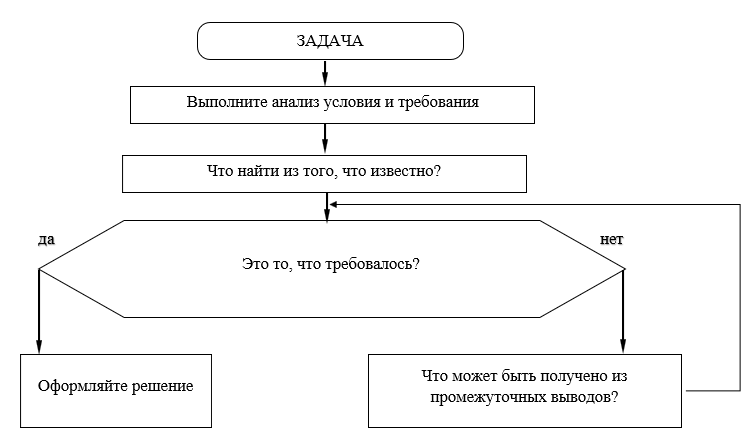 ЗАДАЧА
Выполните анализ условия и требования
Что найти из того, что известно?
да
нет
Это то, что требовалось?
Оформляйте решение
Что может быть получено из
промежуточных выводов?